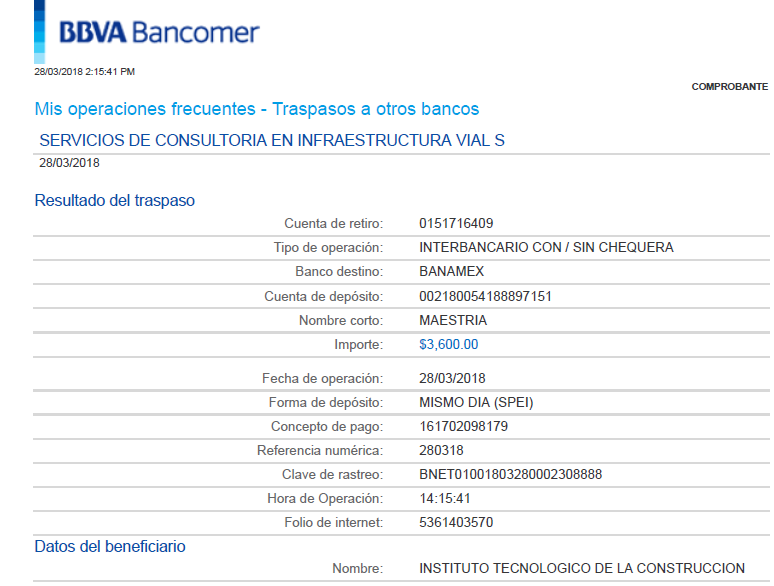 BBVA Bancomer
28/03/2018 2:15:41 PM
COMPROBANTE
Mis operaciones frecuentes - Traspasos a otros bancos
SERVICIOS DE CONSULTORIA EN INFRAESTRUCTURA VIAL S
28/03/2018
Resultado del traspaso
Cuenta de retiro: 0151716409
Tipo de operación: INTERBANCARIO CON / SIN CHEQUERA
Banco destino: BANAMEX
Cuenta de depósito: 002180054188897151
Nombre corto: MAESTRIA
Importe: $3,600.00
Fecha de operación: 28/03/2018
Forma de depósito: MISMO DIA (SPEI)
Concepto de pago: 161702098179
Referencia numérica: 280318
Clave de rastreo: BNET01001803280002308888
Hora de Operación: 14:15:41
Folio de internet: 5361403570
Datos del beneficiario
Nombre: INSTITUTO TECNOLOGICO DE LA CONSTRUCCION